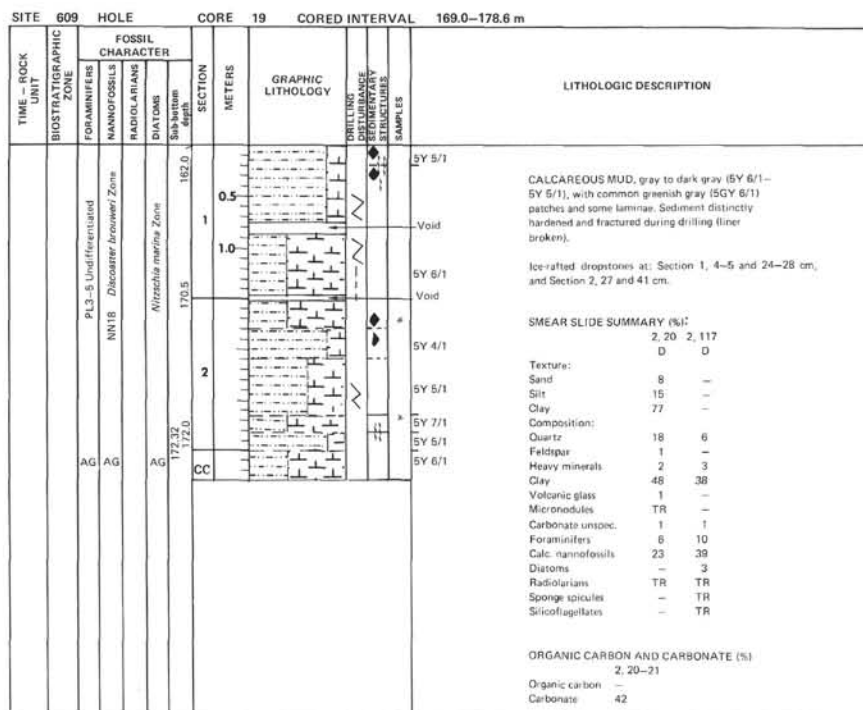 SITE 609 HOLE CORE 19 CORED INTERVAL 169.0–178.6 m
TIME – ROCK UNIT
BIOSTRATIGRAPHIC ZONE
FOSSIL CHARACTER
FORAMINIFERS
NANNOFOSSILS
RADIOLARIANS
DIATOMS
Sub-bottom depth
SECTION
METERS
GRAPHIC LITHOLOGY
DRILLING DISTURBANCE
SEDIMENTARY STRUCTURES
SAMPLES
LITHOLOGIC DESCRIPTION
PL3–5 Undifferentiated
NN18 Discoaster brouweri Zone
Nitzschia marina Zone
162.0
170.5
172.0
172.32
AG AG AG
1
0.5
1.0
2
CC
5Y 5/1
Void
5Y 6/1
Void
*
5Y 4/1
5Y 5/1
*
5Y 7/1
5Y 5/1
5Y 6/1
CALCAREOUS MUD, gray to dark gray (5Y 6/1–
5Y 5/1), with common greenish gray (5GY 6/1)
patches and some laminae. Sediment distinctly
hardened and fractured during drilling (liner
broken).
Ice-rafted dropstones at: Section 1, 4–5 and 24–28 cm,
and Section 2, 27 and 41 cm.
SMEAR SLIDE SUMMARY (%):
2, 20 2, 117
D D
Texture:
Sand 8 –
Silt 15 –
Clay 77 –
Composition:
Quartz 18 6
Feldspar 1 –
Heavy minerals 2 3
Clay 48 38
Volcanic glass 1 –
Micronodules TR –
Carbonate unspec. 1 1
Foraminifers 6 10
Calc. nannofossils 23 39
Diatoms – 3
Radiolarians TR TR
Sponge spicules – TR
Silicoflagellates – TR
ORGANIC CARBON AND CARBONATE (%)
2, 20–21
Organic carbon –
Carbonate 42